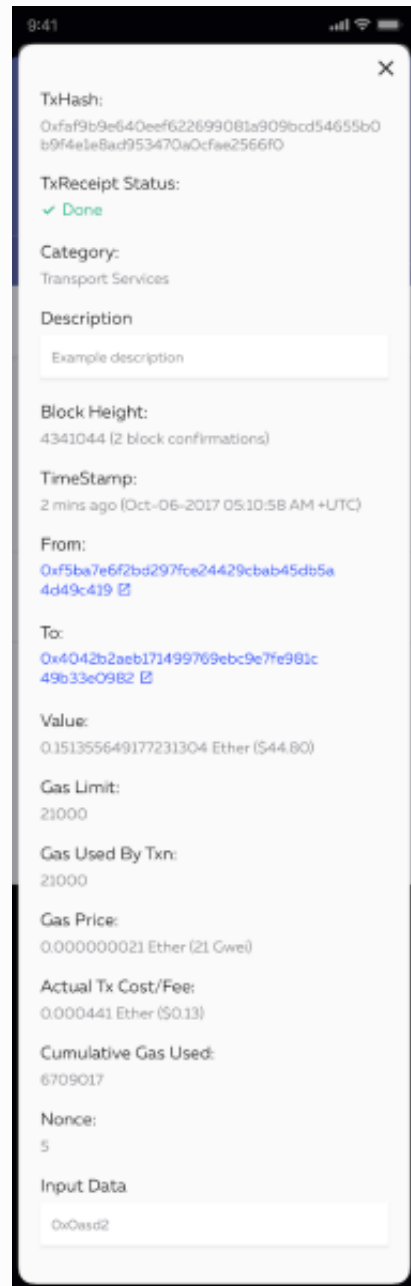 9:41
TxHash:
0xfaf9b9e640eef622699081a909bcd54655b0
b9f4e1e8ad953470a0cfae2566f0
TxReceipt Status:
Done
Category:
Transport Services
Description
Example description
Block Height:
4341044 (2 block confirmations)
TimeStamp:
2 mins ago (Oct-06-2017 05:10:58 AM +UTC)
From:
0xf5ba7e6f2bd297fce24429cbab45db5a
4d49c419
To:
0x4042b2aeb171499769ebc9e7fe981c
49b33e0982
Value:
0.151355649177231304 Ether ($44.80)
Gas Limit:
21000
Gas Used By Txn:
21000
Gas Price:
0.000000021 Ether (21 Gwei)
Actual Tx Cost/Fee:
0.000441 Ether ($0.13)
Cumulative Gas Used:
6709017
Nonce:
5
Input Data
0x0asd2